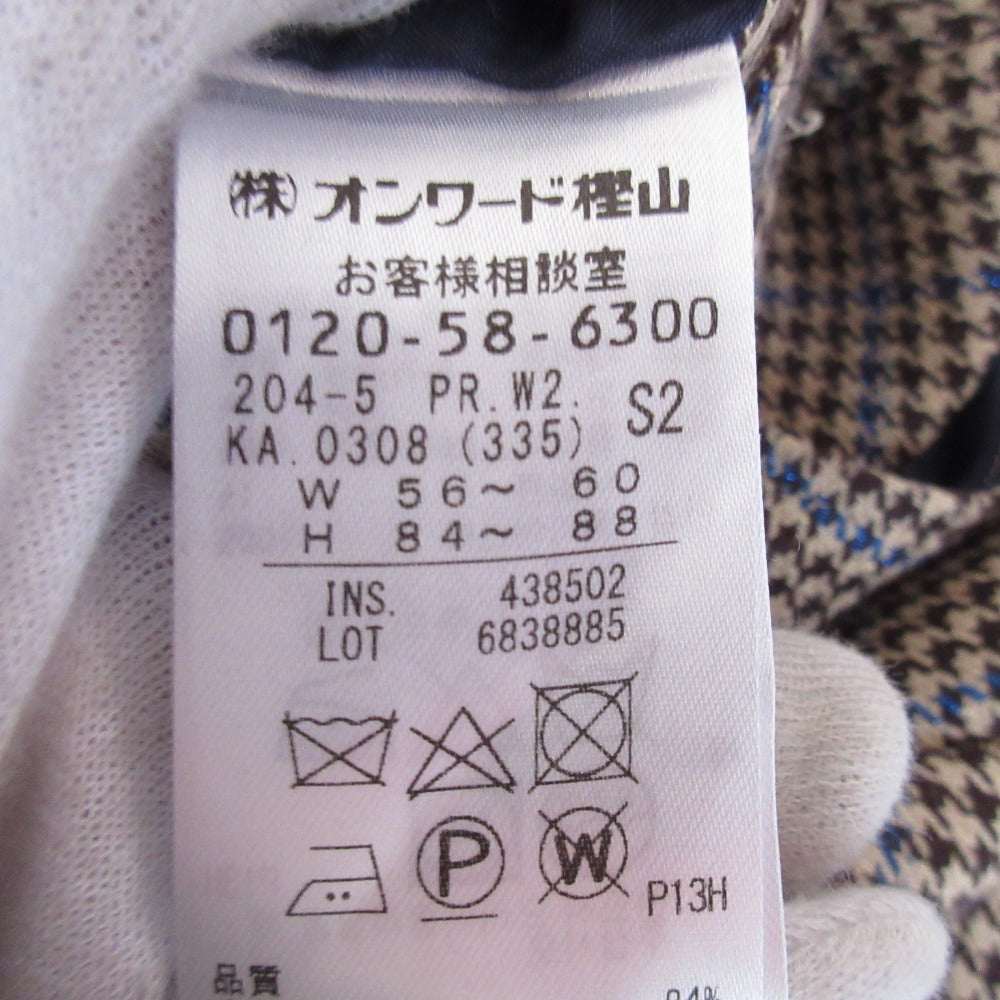 (株)オンワード樫山
お客様相談室
0120-58-6300
204-5 PR.W2. S2
KA.0308 (335)
W 56～ 60
H 84～ 88
INS. 438502
LOT 6838885
P W P13H
品質